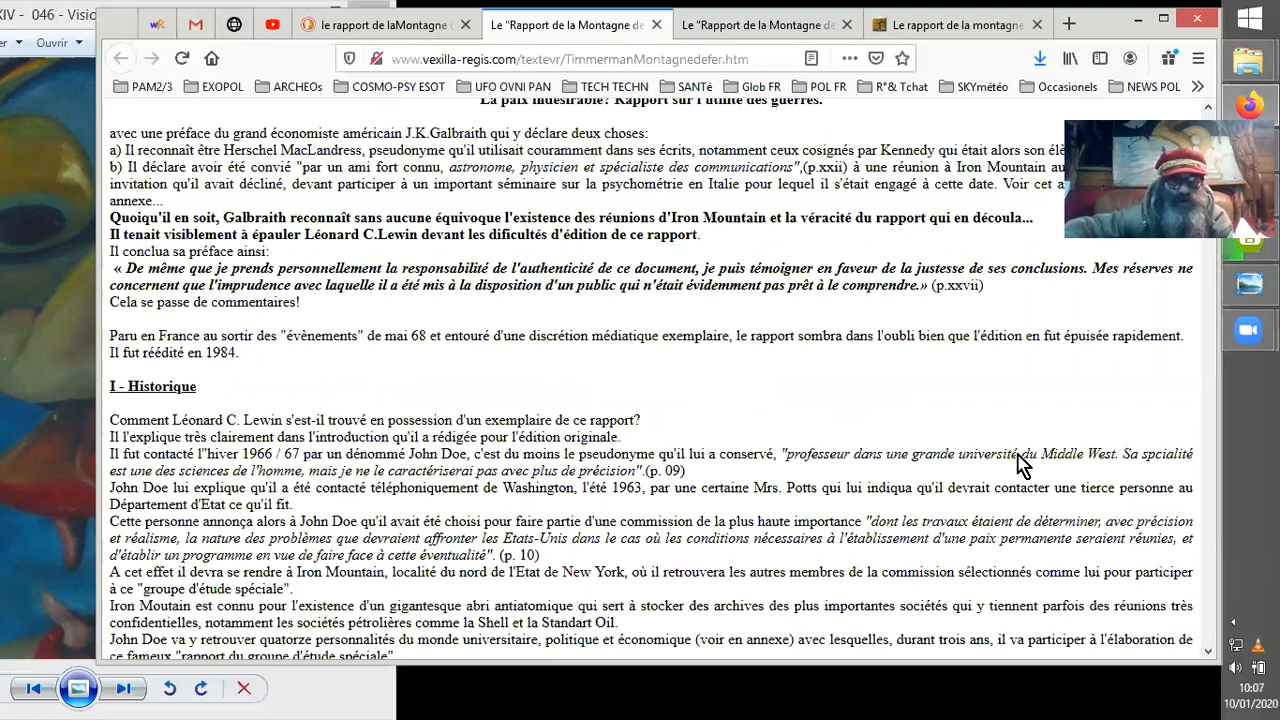 XIV - 046 - Visio
Ouvrir
le rapport de laMontagne d
Le "Rapport de la Montagne de
Le "Rapport de la Montagne de
Le rapport de la montagne
www.vexilla-regis.com/textevr/TimmermanMontagnedefer.htm
PAM2/3 EXOPOL ARCHEOs COSMO-PSY ESOT UFO OVNI PAN TECH TECHN SANTé Glob FR POL FR R°& Tchat SKYmétéo Occasionels NEWS POL
La paix indésirable? Rapport sur l'utilité des guerres.
avec une préface du grand économiste américain J.K.Galbraith qui y déclare deux choses:
a) Il reconnaît être Herschel MacLandress, pseudonyme qu'il utilisait couramment dans ses écrits, notamment ceux cosignés par Kennedy qui était alors son élè
b) Il déclare avoir été convié "par un ami fort connu, astronome, physicien et spécialiste des communications",(p.xxii) à une réunion à Iron Mountain au
invitation qu'il avait décliné, devant participer à un important séminaire sur la psychométrie en Italie pour lequel il s'était engagé à cette date. Voir cet a
annexe...
Quoiqu'il en soit, Galbraith reconnaît sans aucune équivoque l'existence des réunions d'Iron Mountain et la véracité du rapport qui en découla...
Il tenait visiblement à épauler Léonard C.Lewin devant les dificultés d'édition de ce rapport.
Il conclua sa préface ainsi:
« De même que je prends personnellement la responsabilité de l'authenticité de ce document, je puis témoigner en faveur de la justesse de ses conclusions. Mes réserves ne
concernent que l'imprudence avec laquelle il a été mis à la disposition d'un public qui n'était évidemment pas prêt à le comprendre.» (p.xxvii)
Cela se passe de commentaires!
Paru en France au sortir des "évènements" de mai 68 et entouré d'une discrétion médiatique exemplaire, le rapport sombra dans l'oubli bien que l'édition en fut épuisée rapidement.
Il fut réédité en 1984.
I - Historique
Comment Léonard C. Lewin s'est-il trouvé en possession d'un exemplaire de ce rapport?
Il l'explique très clairement dans l'introduction qu'il a rédigée pour l'édition originale.
Il fut contacté l"hiver 1966 / 67 par un dénommé John Doe, c'est du moins le pseudonyme qu'il lui a conservé, "professeur dans une grande université du Middle West. Sa spcialité
est une des sciences de l'homme, mais je ne le caractériserai pas avec plus de précision".(p. 09)
John Doe lui explique qu'il a été contacté téléphoniquement de Washington, l'été 1963, par une certaine Mrs. Potts qui lui indiqua qu'il devrait contacter une tierce personne au
Département d'Etat ce qu'il fit.
Cette personne annonça alors à John Doe qu'il avait été choisi pour faire partie d'une commission de la plus haute importance "dont les travaux étaient de déterminer, avec précision
et réalisme, la nature des problèmes que devraient affronter les Etats-Unis dans le cas où les conditions nécessaires à l'établissement d'une paix permanente seraient réunies, et
d'établir un programme en vue de faire face à cette éventualité". (p. 10)
A cet effet il devra se rendre à Iron Mountain, localité du nord de l'Etat de New York, où il retrouvera les autres membres de la commission sélectionnés comme lui pour participer
à ce "groupe d'étude spéciale".
Iron Moutain est connu pour l'existence d'un gigantesque abri antiatomique qui sert à stocker des archives des plus importantes sociétés qui y tiennent parfois des réunions très
confidentielles, notamment les sociétés pétrolières comme la Shell et la Standart Oil.
John Doe va y retrouver quatorze personnalités du monde universitaire, politique et économique (voir en annexe) avec lesquelles, durant trois ans, il va participer à l'élaboration de
ce fameux "rapport du groupe d'étude spéciale"
10:07
10/01/2020